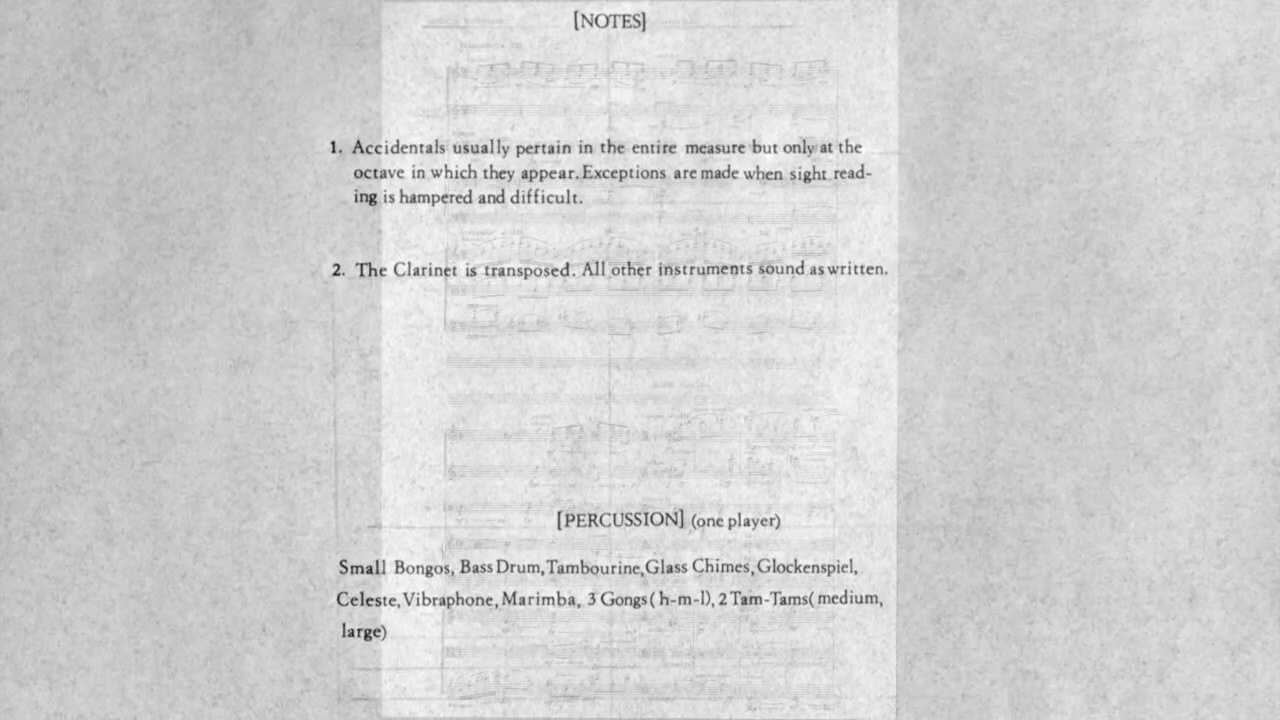 [NOTES]
1. Accidentals usually pertain in the entire measure but only at the
octave in which they appear. Exceptions are made when sight read-
ing is hampered and difficult.
2. The Clarinet is transposed. All other instruments sound as written.
[PERCUSSION] (one player)
Small Bongos, Bass Drum, Tambourine, Glass Chimes, Glockenspiel,
Celeste, Vibraphone, Marimba, 3 Gongs (h-m-l), 2 Tam-Tams (medium,
large)